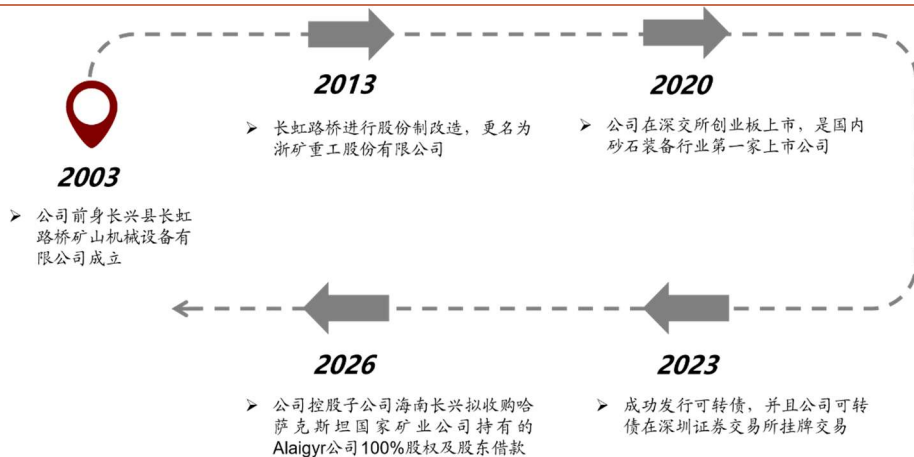 2003
➢ 公司前身长兴县长虹
路桥矿山机械设备有
限公司成立
2013
➢ 长虹路桥进行股份制改造，更名为
浙矿重工股份有限公司
2020
➢ 公司在深交所创业板上市，是国内
砂石装备行业第一家上市公司
2023
➢ 成功发行可转债，并且公司可转
债在深圳证券交易所挂牌交易
2026
➢ 公司控股子公司海南长兴拟收购哈
萨克斯坦国家矿业公司持有的
Alaigyr公司100%股权及股东借款